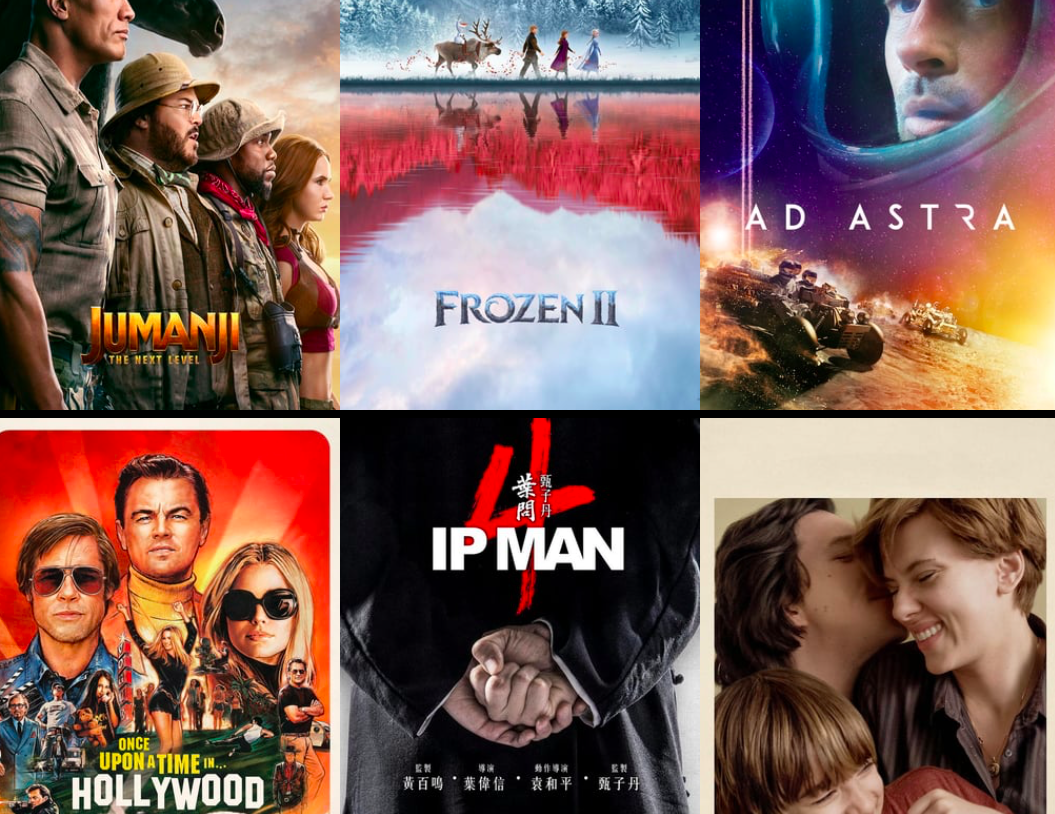 JUMANJI
THE NEXT LEVEL
FROZEN II
AD ASTRA
ONCE
UPON A TIME IN...
HOLLYWOOD
4
葉問
甄子丹
IP MAN
監製 導演 動作導演 監製
黃百鳴 • 葉偉信 • 袁和平 • 甄子丹